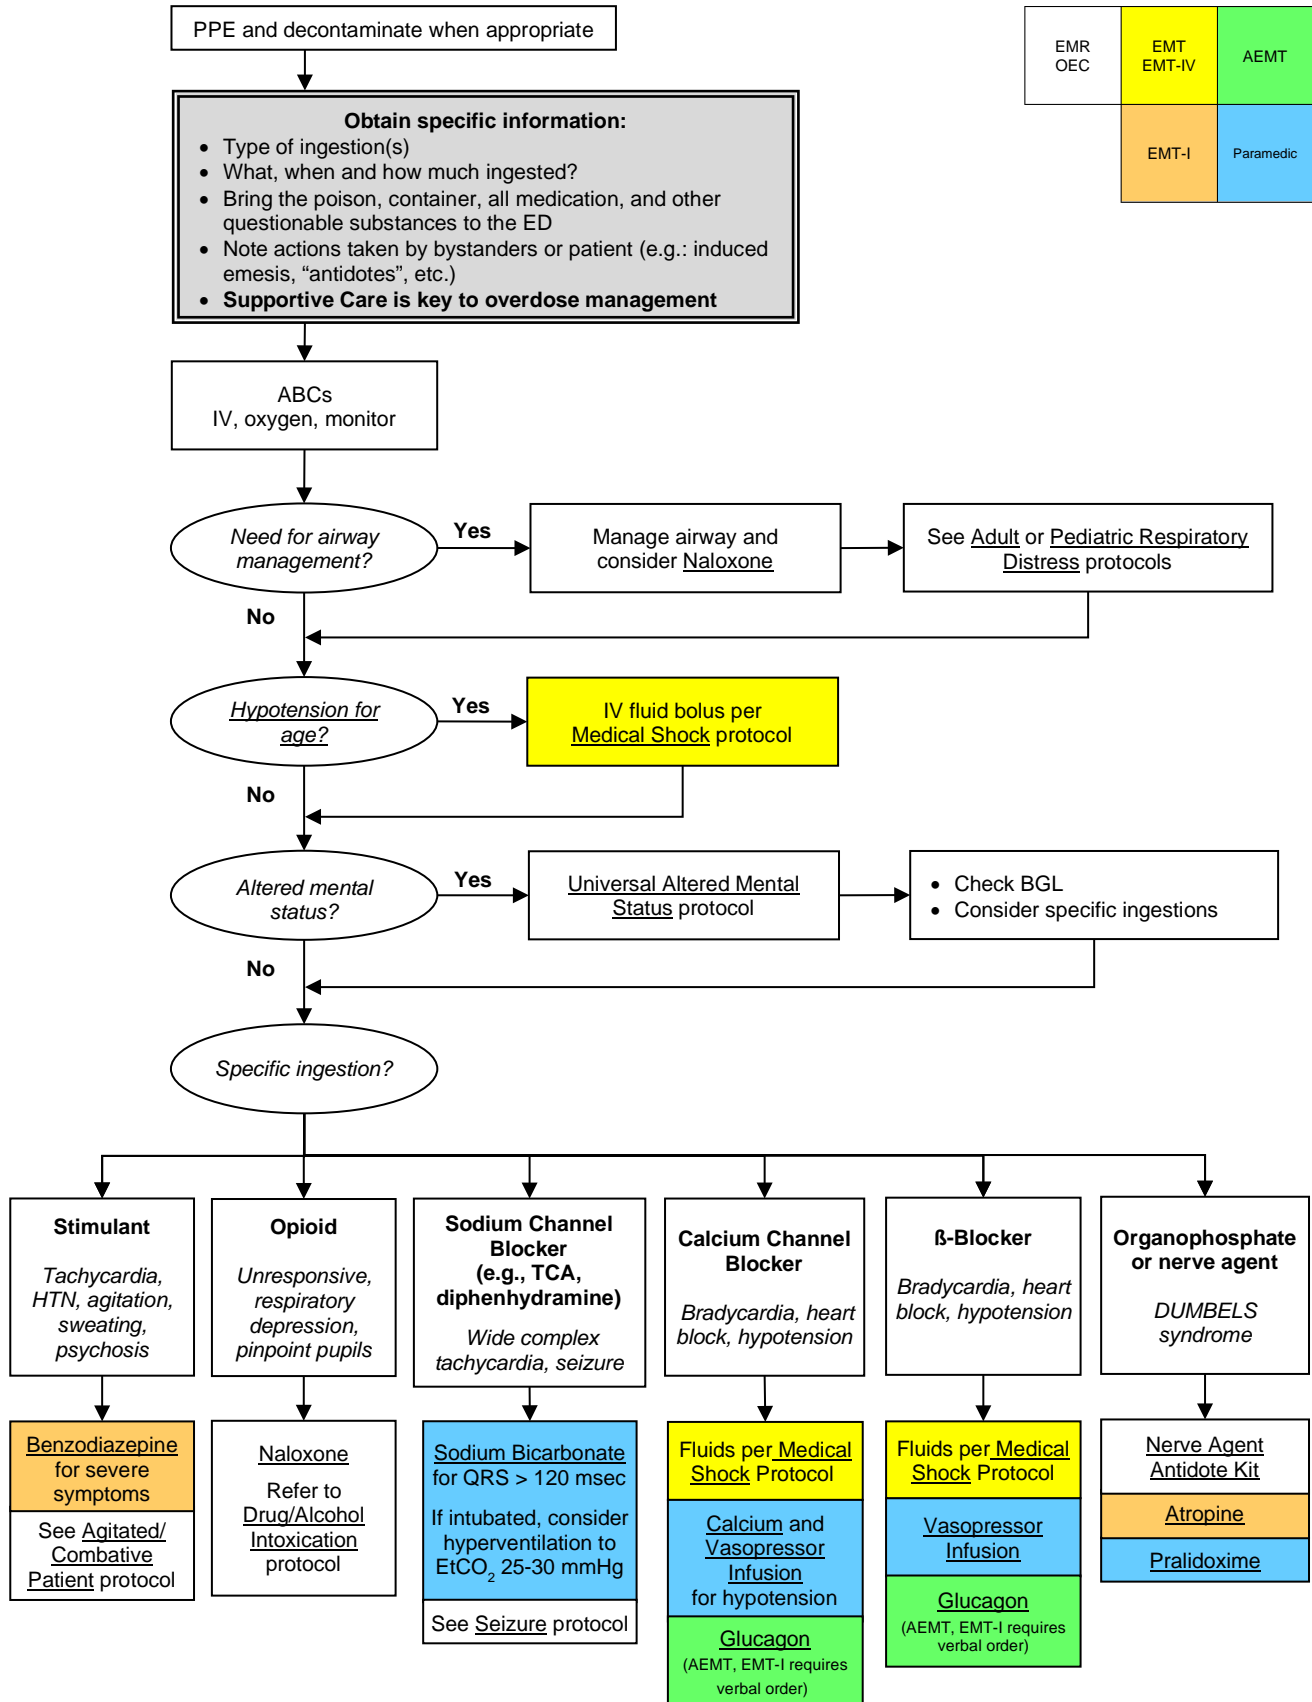 PPE and decontaminate when appropriate
EMR
OEC
EMT
EMT-IV
AEMT
EMT-I
Paramedic
Obtain specific information:
• Type of ingestion(s)
• What, when and how much ingested?
• Bring the poison, container, all medication, and other
questionable substances to the ED
• Note actions taken by bystanders or patient (e.g.: induced
emesis, “antidotes”, etc.)
• Supportive Care is key to overdose management
ABCs
IV, oxygen, monitor
Need for airway
management?
Yes
Manage airway and
consider Naloxone
See Adult or Pediatric Respiratory
Distress protocols
No
Hypotension for
age?
Yes
IV fluid bolus per
Medical Shock protocol
No
Altered mental
status?
Yes
Universal Altered Mental
Status protocol
• Check BGL
• Consider specific ingestions
No
Specific ingestion?
Stimulant
Tachycardia,
HTN, agitation,
sweating,
psychosis
Benzodiazepine
for severe
symptoms
See Agitated/
Combative
Patient protocol
Opioid
Unresponsive,
respiratory
depression,
pinpoint pupils
Naloxone
Refer to
Drug/Alcohol
Intoxication
protocol
Sodium Channel
Blocker
(e.g., TCA,
diphenhydramine)
Wide complex
tachycardia, seizure
Sodium Bicarbonate
for QRS > 120 msec
If intubated, consider
hyperventilation to
EtCO2 25-30 mmHg
See Seizure protocol
Calcium Channel
Blocker
Bradycardia, heart
block, hypotension
Fluids per Medical
Shock Protocol
Calcium and
Vasopressor
Infusion
for hypotension
Glucagon
(AEMT, EMT-I requires
verbal order)
ß-Blocker
Bradycardia, heart
block, hypotension
Fluids per Medical
Shock Protocol
Vasopressor
Infusion
Glucagon
(AEMT, EMT-I requires
verbal order)
Organophosphate
or nerve agent
DUMBELS
syndrome
Nerve Agent
Antidote Kit
Atropine
Pralidoxime